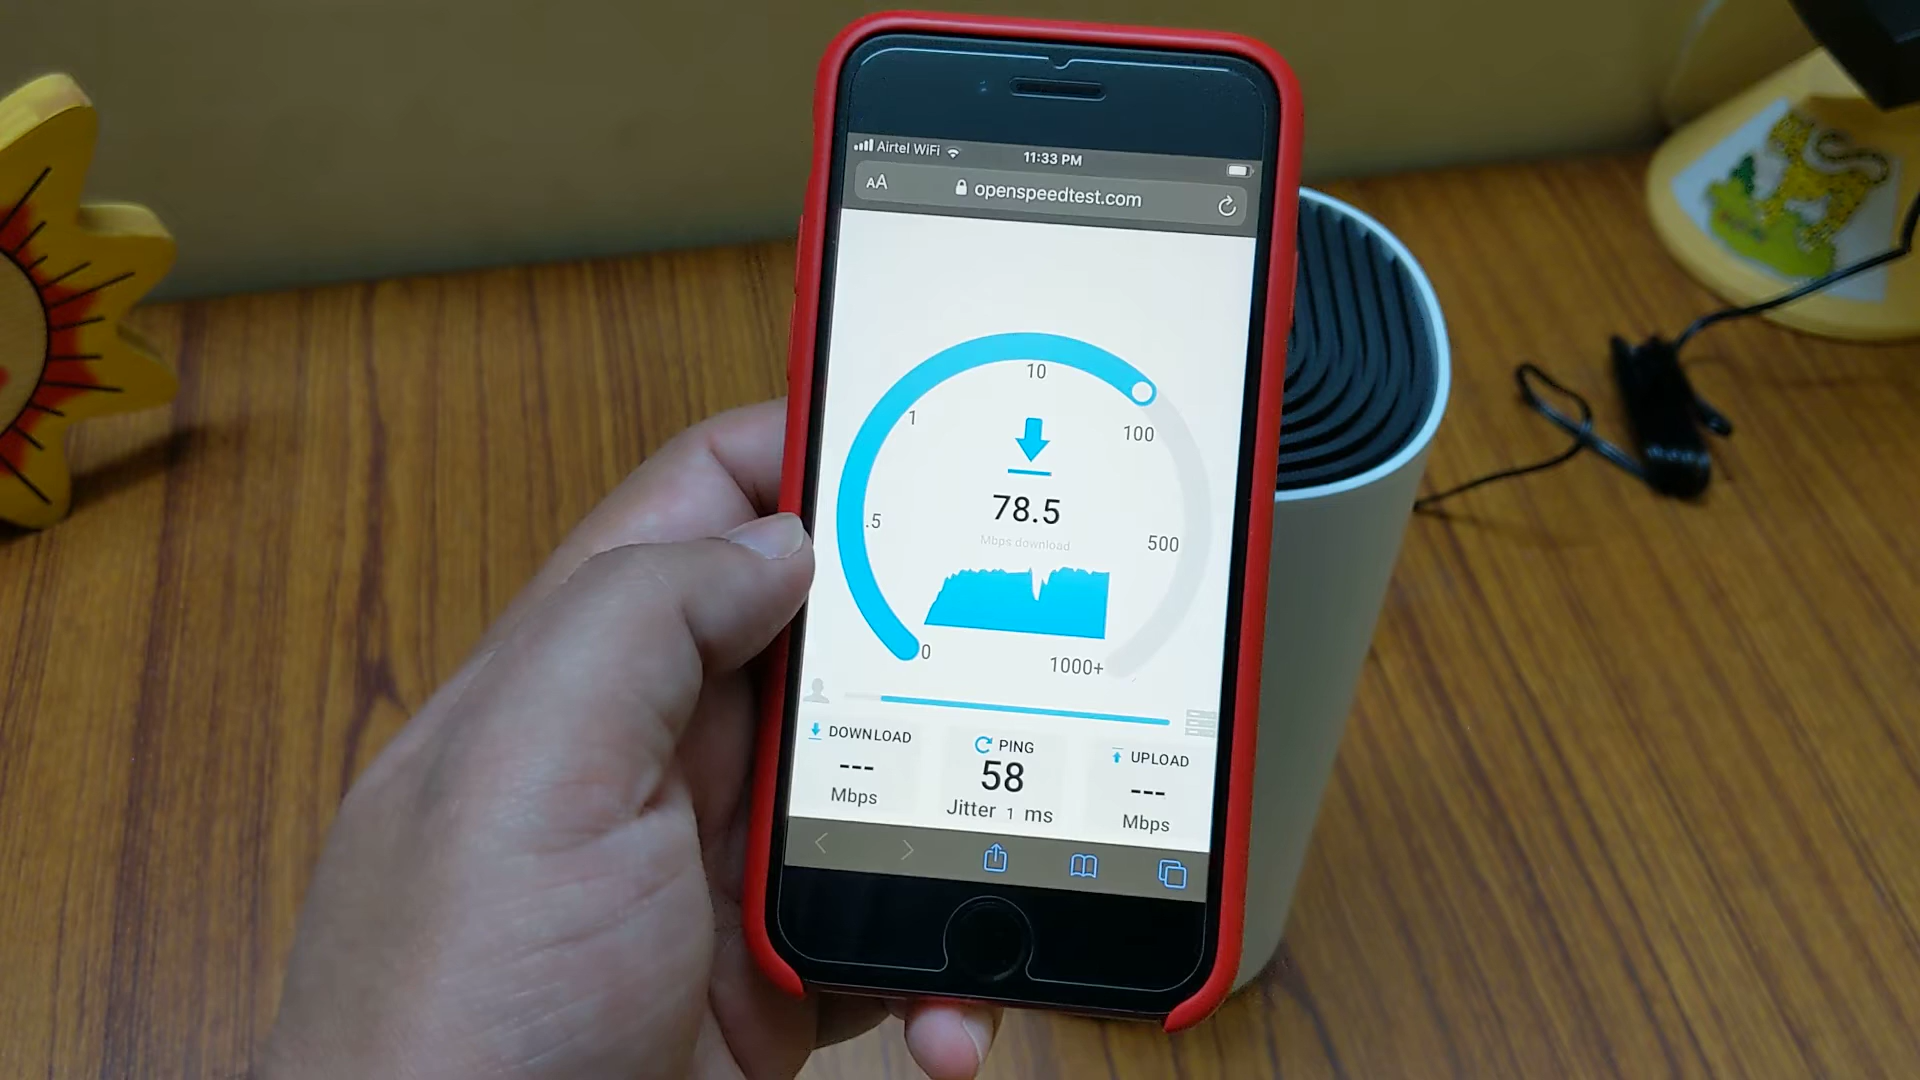 Airtel WiFi
11:33 PM
AA
openspeedtest.com
10
1
100
78.5
.5
Mbps download
500
0
1000+
DOWNLOAD
---
Mbps
PING
58
Jitter 1 ms
UPLOAD
---
Mbps